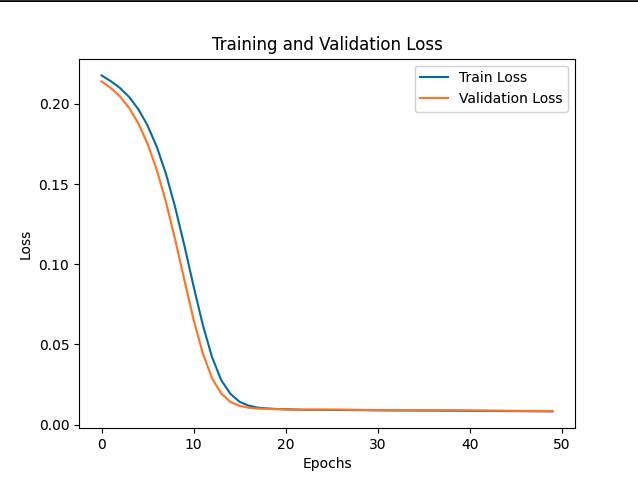 Training and Validation Loss
Train Loss
Validation Loss
0.20
0.15
0.10
0.05
0.00
Loss
0 10 20 30 40 50
Epochs